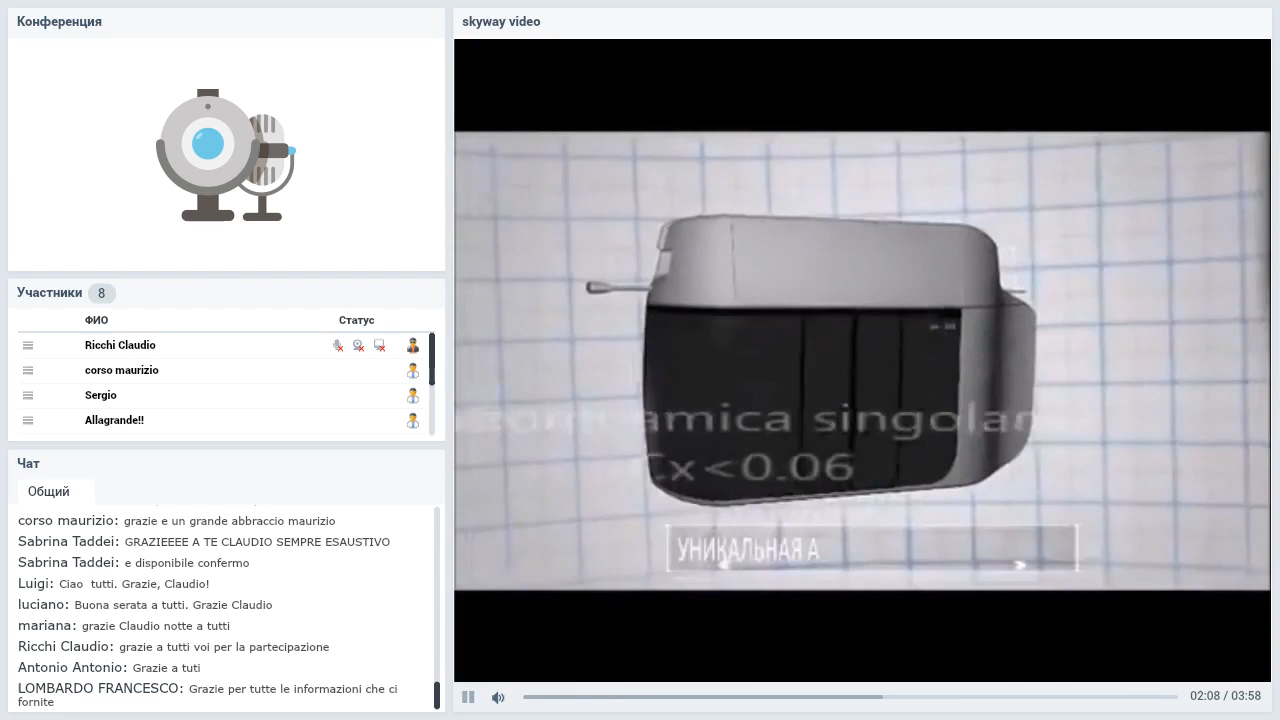 Конференция
Участники 8
ФИО Статус
Ricchi Claudio
corso maurizio
Sergio
Allagrande!!
Чат
Общий
corso maurizio: grazie e un grande abbraccio maurizio
Sabrina Taddei: GRAZIEEEE A TE CLAUDIO SEMPRE ESAUSTIVO
Sabrina Taddei: e disponibile confermo
Luigi: Ciao tutti. Grazie, Claudio!
luciano: Buona serata a tutti. Grazie Claudio
mariana: grazie Claudio notte a tutti
Ricchi Claudio: grazie a tutti voi per la partecipazione
Antonio Antonio: Grazie a tuti
LOMBARDO FRANCESCO: Grazie per tutte le informazioni che ci
fornite
skyway video
Cx<0.06
УНИКАЛЬНАЯ А
02:08 / 03:58